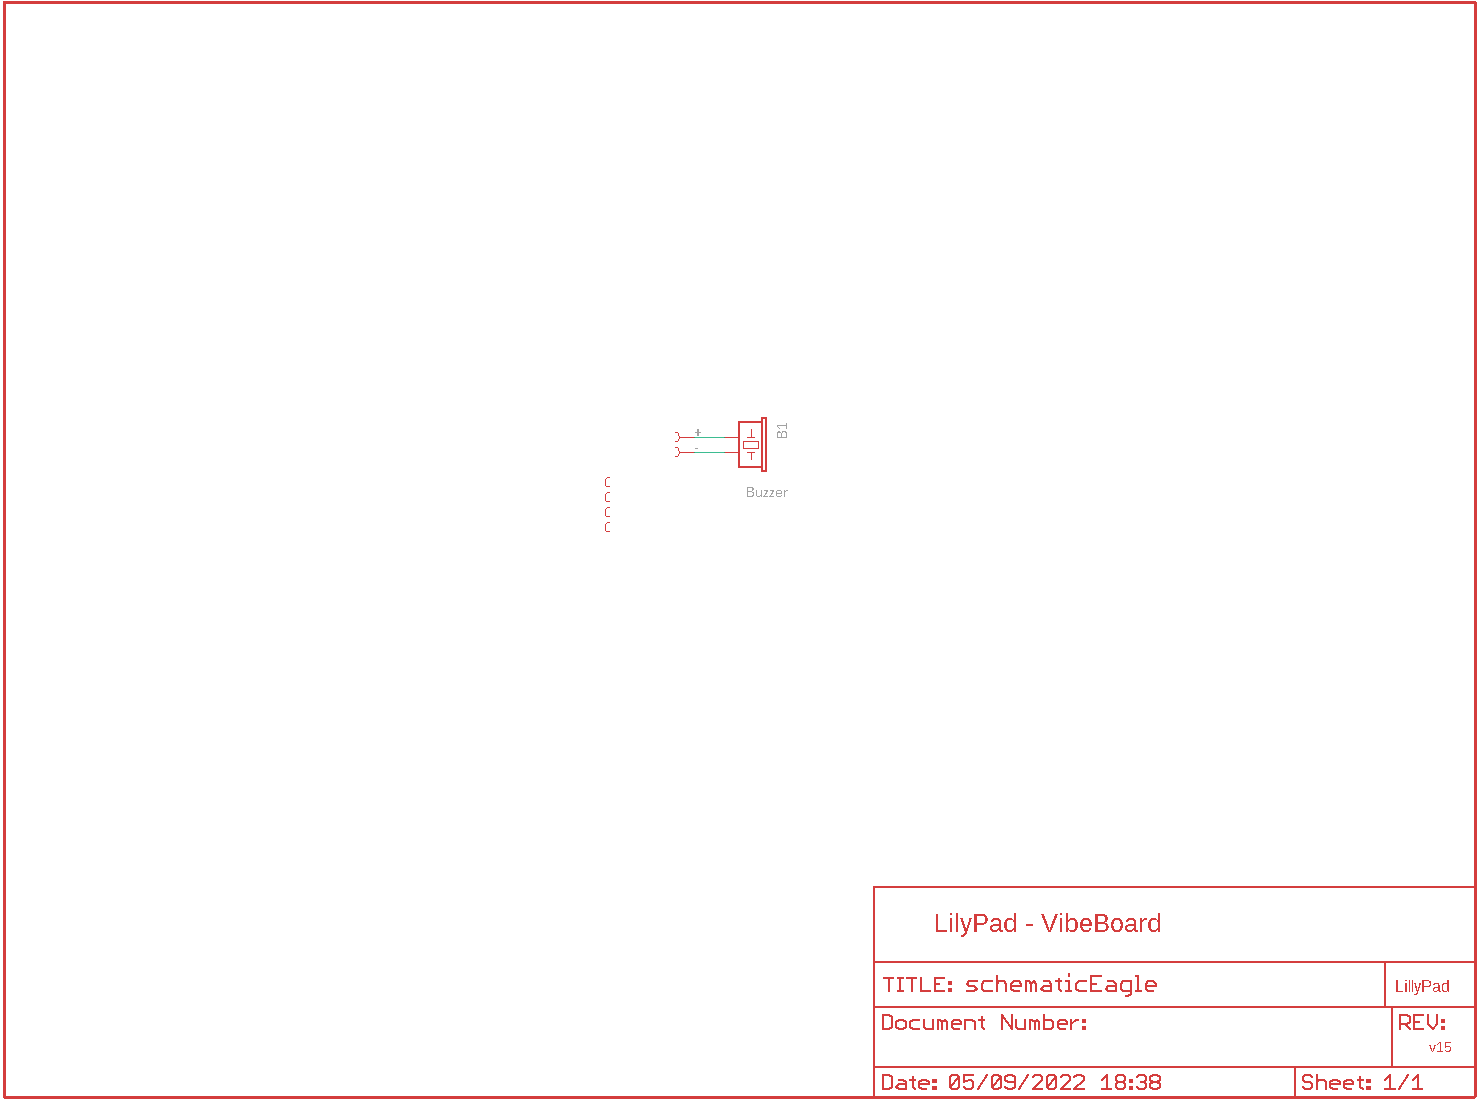 +
-
B1
Buzzer
LilyPad - VibeBoard
TITLE: schematicEagle
LillyPad
Document Number:
REV:
v15
Date: 05/09/2022 18:38
Sheet: 1/1